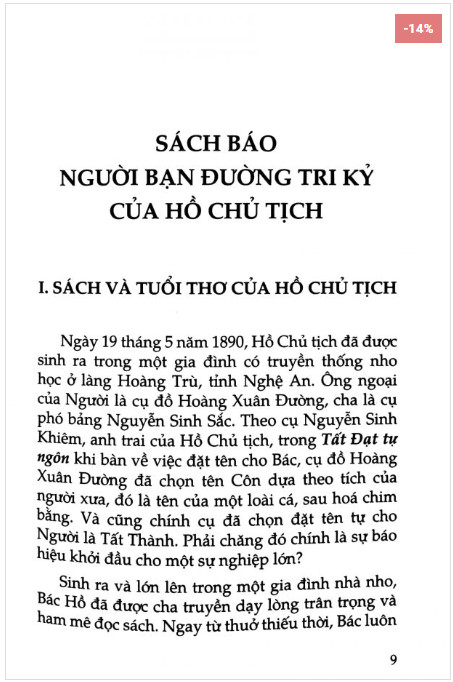 -14%
SÁCH BÁO
NGƯỜI BẠN ĐƯỜNG TRI KỶ
CỦA HỒ CHỦ TỊCH
I. SÁCH VÀ TUỔI THƠ CỦA HỒ CHỦ TỊCH
Ngày 19 tháng 5 năm 1890, Hồ Chủ tịch đã được
sinh ra trong một gia đình có truyền thống nho
học ở làng Hoàng Trù, tỉnh Nghệ An. Ông ngoại
của Người là cụ đồ Hoàng Xuân Đường, cha là cụ
phó bảng Nguyễn Sinh Sắc. Theo cụ Nguyễn Sinh
Khiêm, anh trai của Hồ Chủ tịch, trong Tất Đạt tự
ngôn khi bàn về việc đặt tên cho Bác, cụ đồ Hoàng
Xuân Đường đã chọn tên Côn dựa theo tích của
người xưa, đó là tên của một loài cá, sau hoá chim
bằng. Và cũng chính cụ đã chọn đặt tên tự cho
Người là Tất Thành. Phải chăng đó chính là sự báo
hiệu khởi đầu cho một sự nghiệp lớn?
Sinh ra và lớn lên trong một gia đình nhà nho,
Bác Hồ đã được cha truyền dạy lòng trân trọng và
ham mê đọc sách. Ngay từ thuở thiếu thời, Bác luôn
9